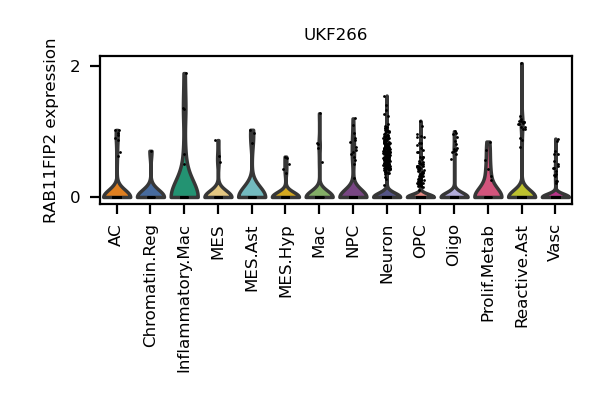 UKF266
RAB11FIP2 expression
2
0
AC
Chromatin.Reg
Inflammatory.Mac
MES
MES.Ast
MES.Hyp
Mac
NPC
Neuron
OPC
Oligo
Prolif.Metab
Reactive.Ast
Vasc